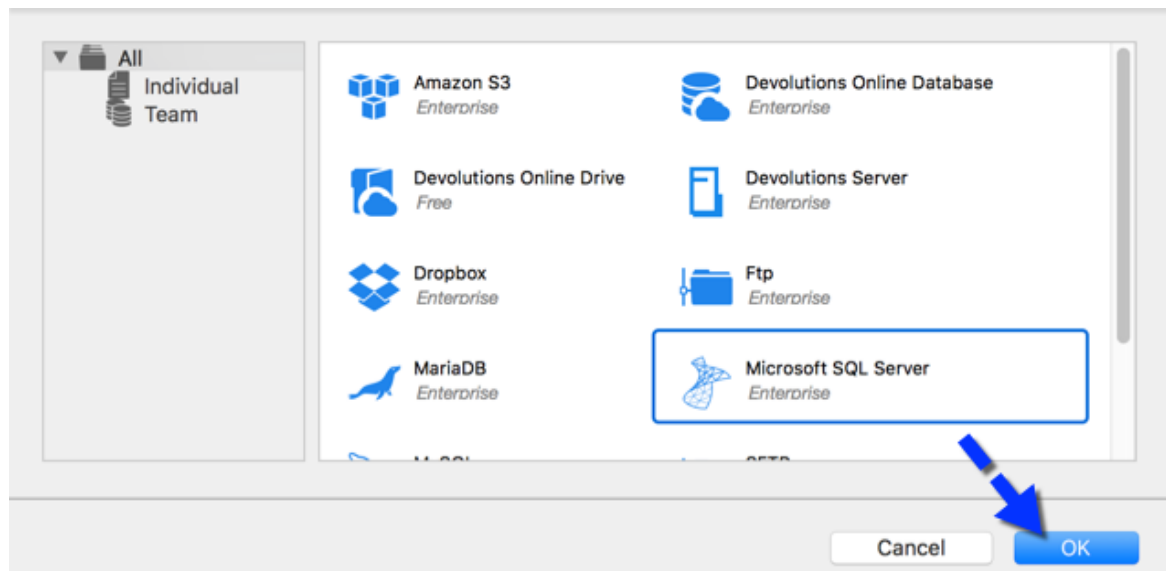 All
Individual
Team
Amazon S3
Enterprise
Devolutions Online Database
Enterprise
Devolutions Online Drive
Free
Devolutions Server
Enterprise
Dropbox
Enterprise
Ftp
Enterprise
MariaDB
Enterprise
Microsoft SQL Server
Enterprise
Cancel
OK